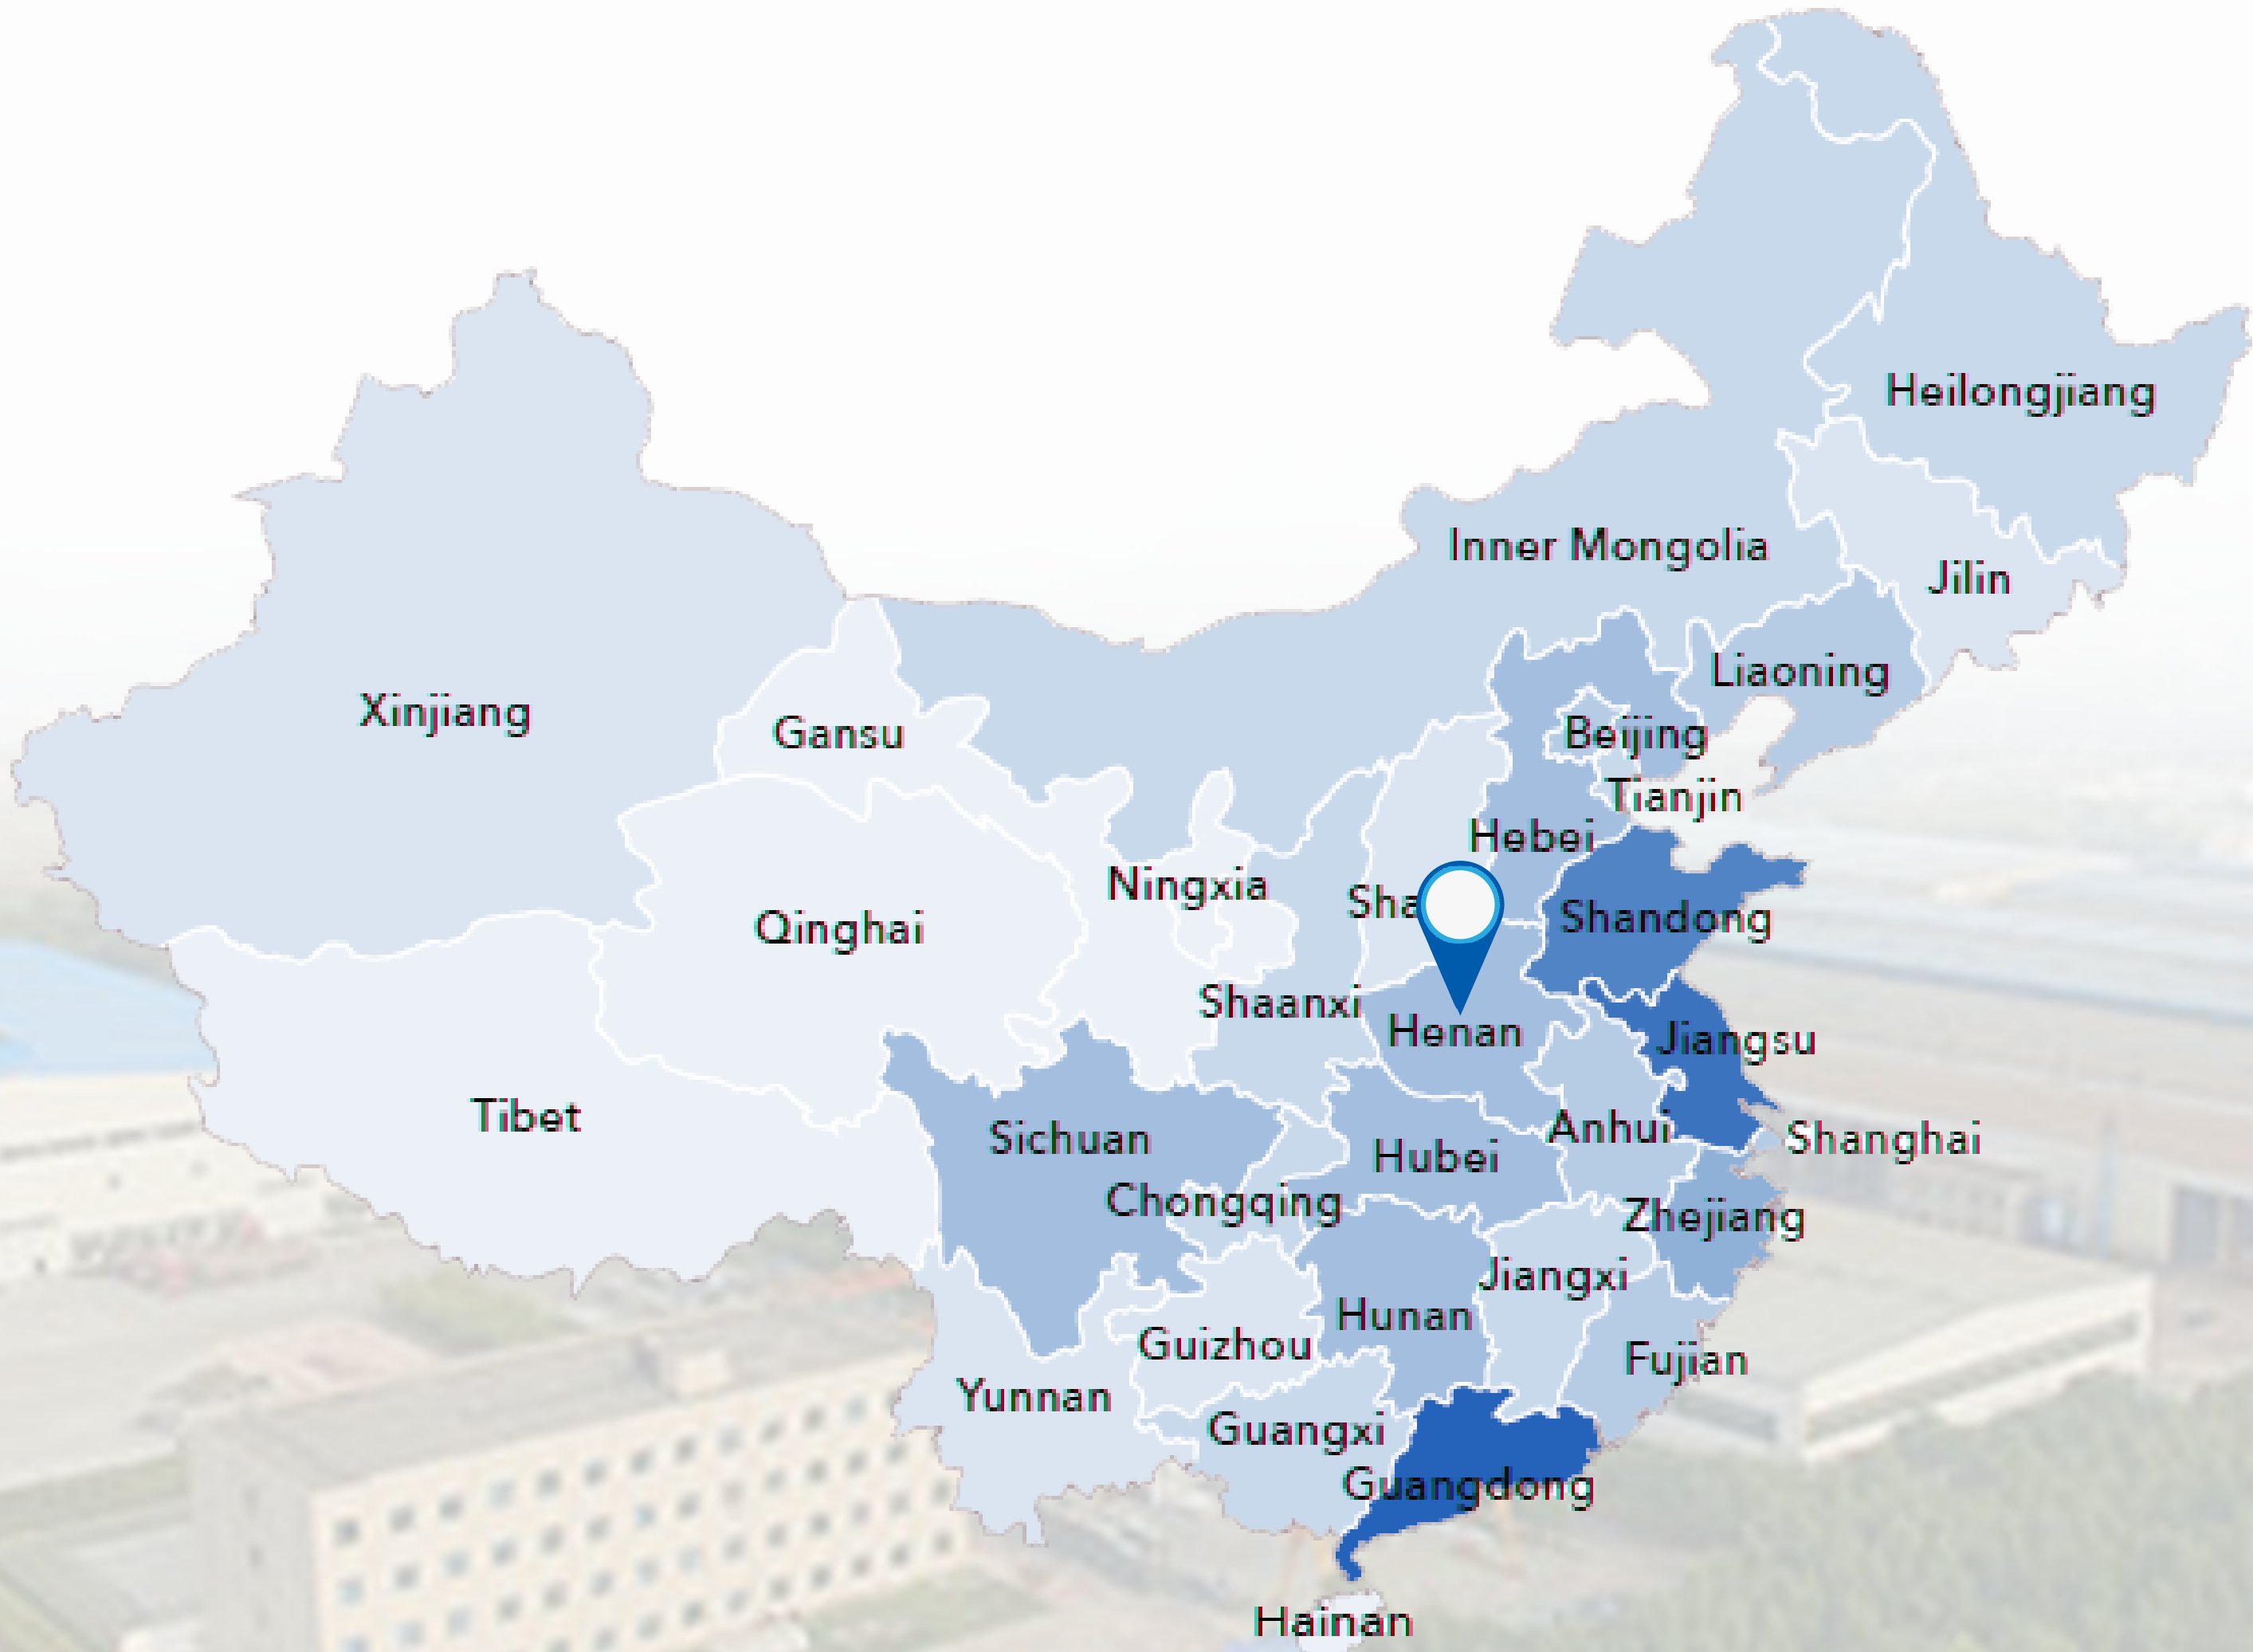 Heilongjiang
Inner Mongolia
Jilin
Liaoning
Xinjiang
Gansu
Beijing
Tianjin
Hebei
Ningxia
Qinghai
Shandong
Shaanxi
Henan
Jiangsu
Tibet
Sichuan
Anhui
Shanghai
Hubei
Chongqing
Zhejiang
Jiangxi
Hunan
Guizhou
Fujian
Yunnan
Guangxi
Guangdong
Hainan